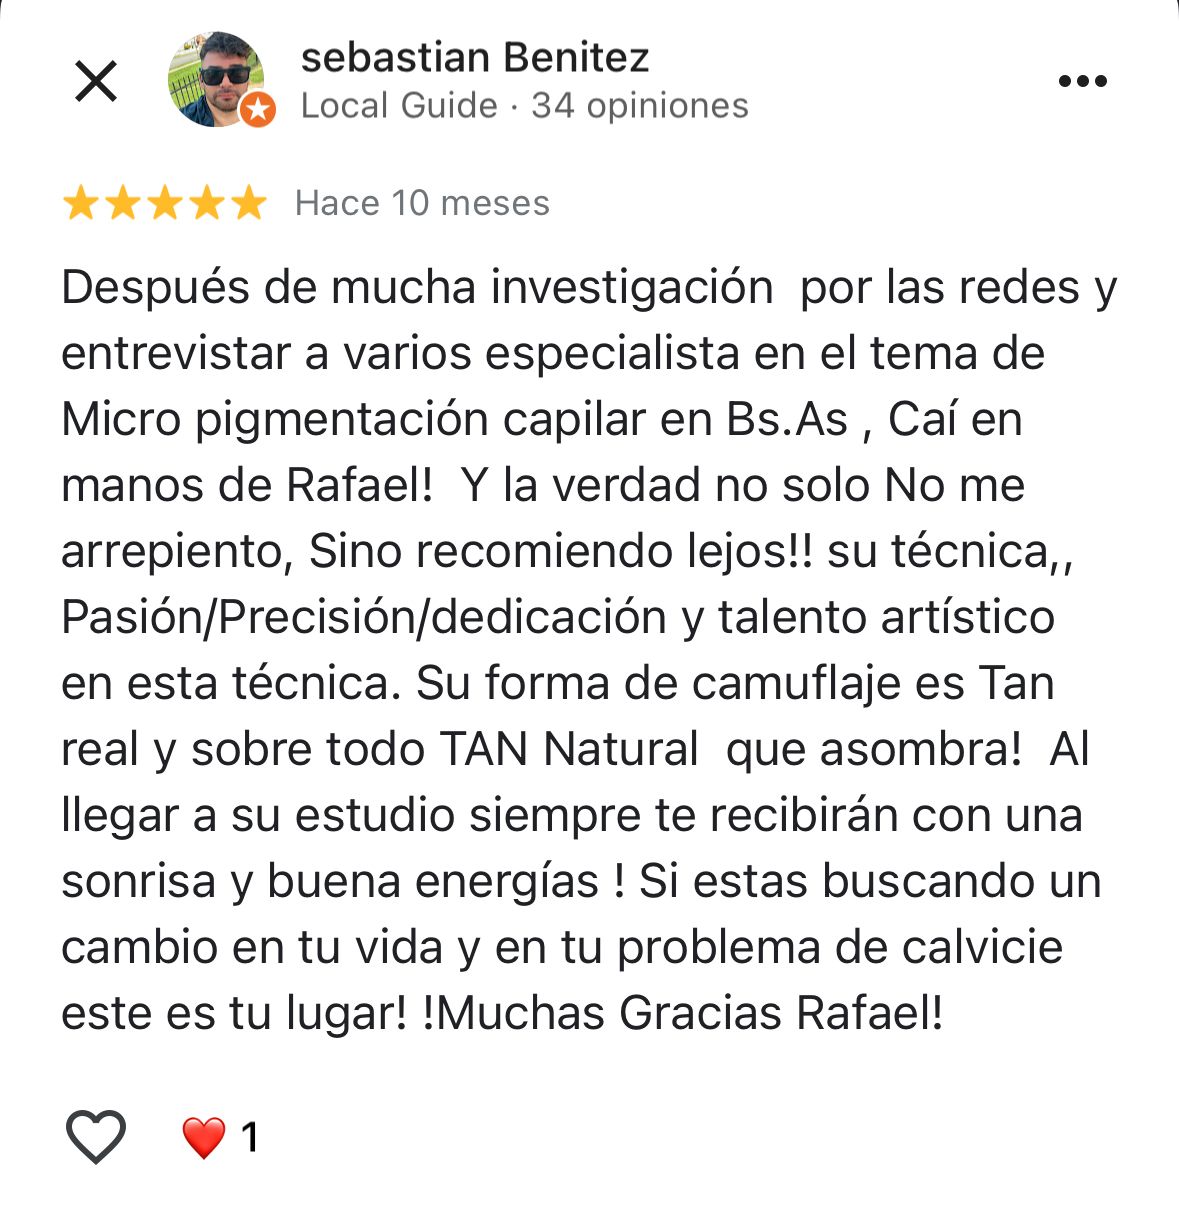 sebastian Benitez
Local Guide · 34 opiniones
Hace 10 meses
Después de mucha investigación  por las redes y
entrevistar a varios especialista en el tema de
Micro pigmentación capilar en Bs.As , Caí en
manos de Rafael!  Y la verdad no solo No me
arrepiento, Sino recomiendo lejos!! su técnica,,
Pasión/Precisión/dedicación y talento artístico
en esta técnica. Su forma de camuflaje es Tan
real y sobre todo TAN Natural  que asombra!  Al
llegar a su estudio siempre te recibirán con una
sonrisa y buena energías ! Si estas buscando un
cambio en tu vida y en tu problema de calvicie
este es tu lugar! !Muchas Gracias Rafael!
1